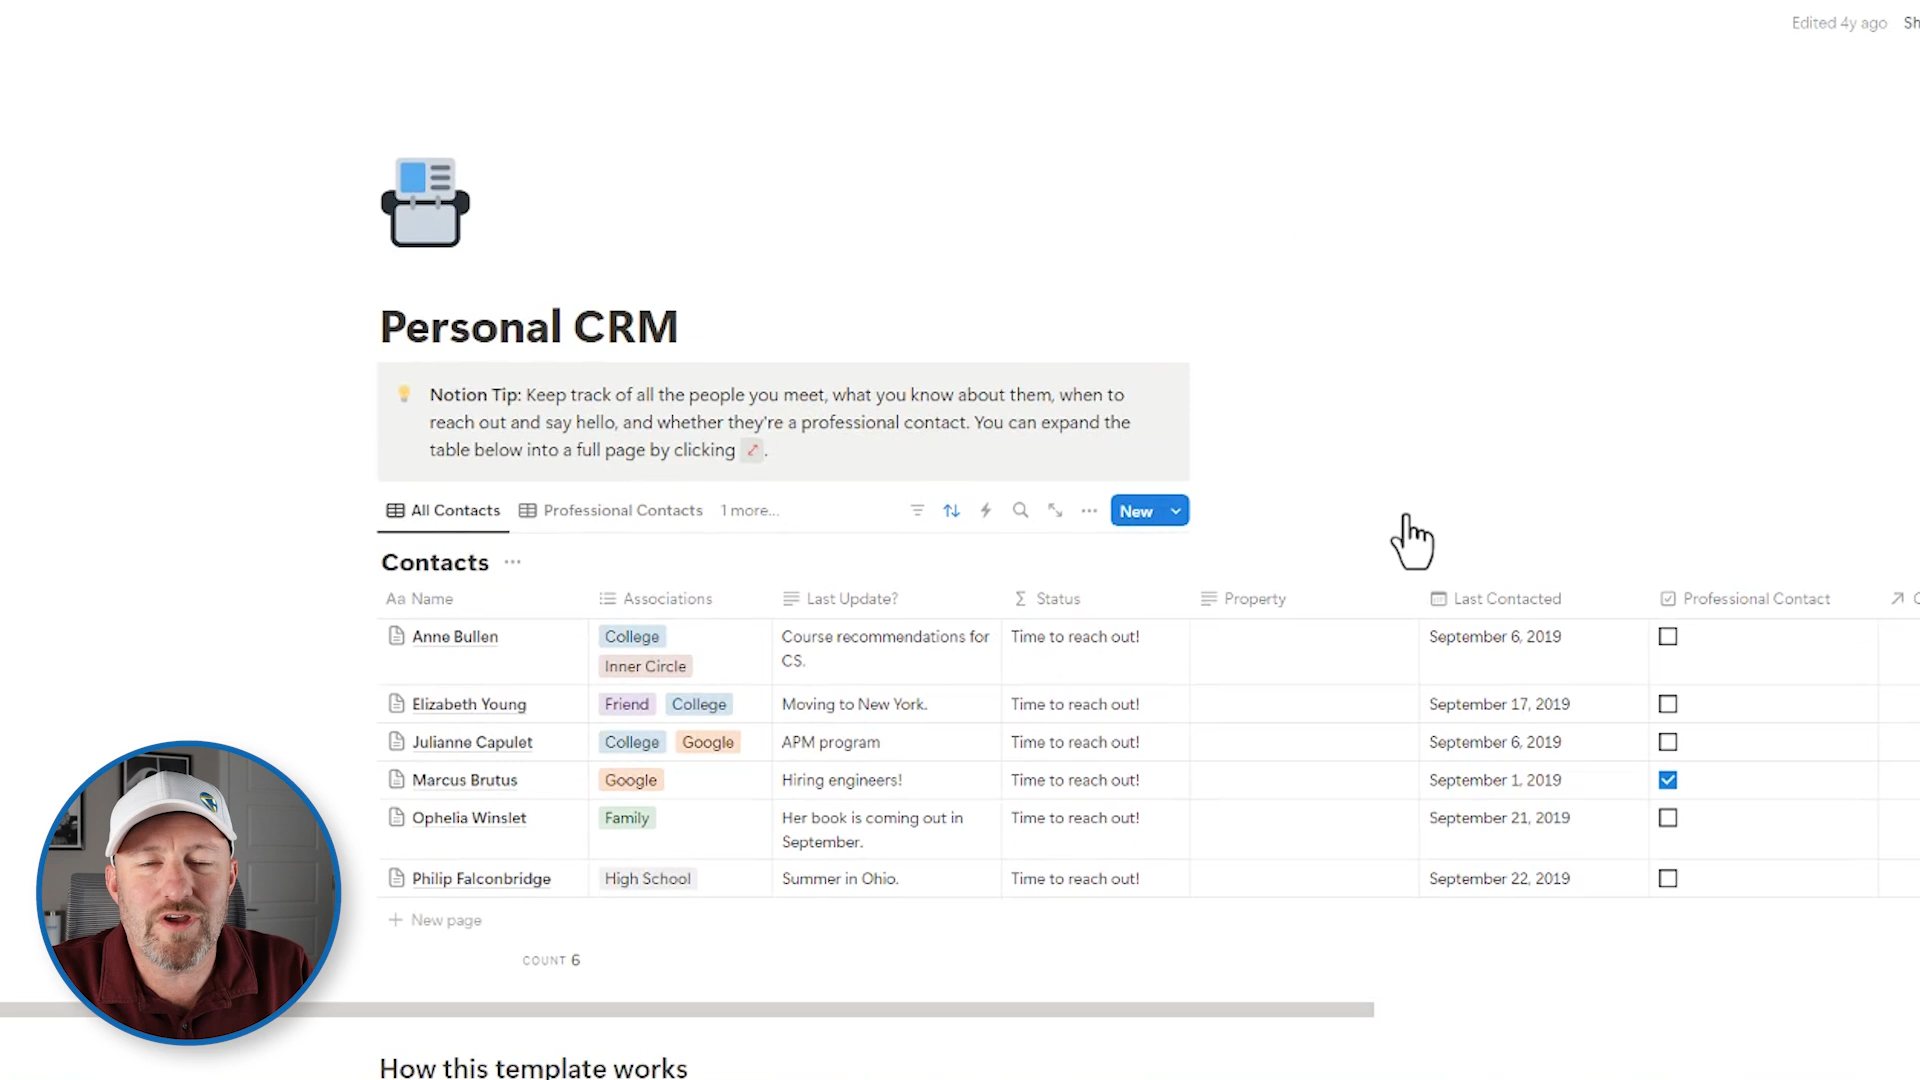 Edited 4y ago Sh
Personal CRM
Notion Tip: Keep track of all the people you meet, what you know about them, when to
reach out and say hello, and whether they're a professional contact. You can expand the
table below into a full page by clicking .
All Contacts Professional Contacts 1 more... New
Contacts ...
Aa Name Associations Last Update? Σ Status Property Last Contacted Professional Contact
Anne Bullen College Course recommendations for Time to reach out! September 6, 2019
Inner Circle CS.
Elizabeth Young Friend College Moving to New York. Time to reach out! September 17, 2019
Julianne Capulet College Google APM program Time to reach out! September 6, 2019
Marcus Brutus Google Hiring engineers! Time to reach out! September 1, 2019
Ophelia Winslet Family Her book is coming out in Time to reach out! September 21, 2019
September.
Philip Falconbridge High School Summer in Ohio. Time to reach out! September 22, 2019
+ New page
COUNT 6
How this template works